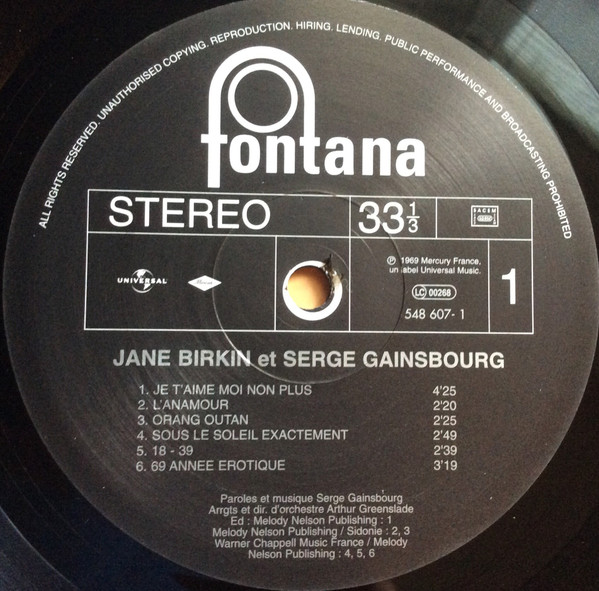 ALL RIGHTS RESERVED. UNAUTHORISED COPYING. REPRODUCTION. HIRING. LENDING. PUBLIC PERFORMANCE AND BROADCASTING PROHIBITED
fontana
STEREO
33 1/3
SACEM
UNIVERSAL
℗ 1969 Mercury France,
un label Universal Music.
LC 00268
548 607- 1
1
JANE BIRKIN et SERGE GAINSBOURG
1. JE T'AIME MOI NON PLUS 4'25
2. L'ANAMOUR 2'20
3. ORANG OUTAN 2'25
4. SOUS LE SOLEIL EXACTEMENT 2'49
5. 18 - 39 2'39
6. 69 ANNEE EROTIQUE 3'19
Paroles et musique Serge Gainsbourg
Arrgts et dir. d'orchestre Arthur Greenslade
Ed : Melody Nelson Publishing : 1
Melody Nelson Publishing / Sidonie : 2, 3
Warner Chappell Music France / Melody
Nelson Publishing : 4, 5, 6